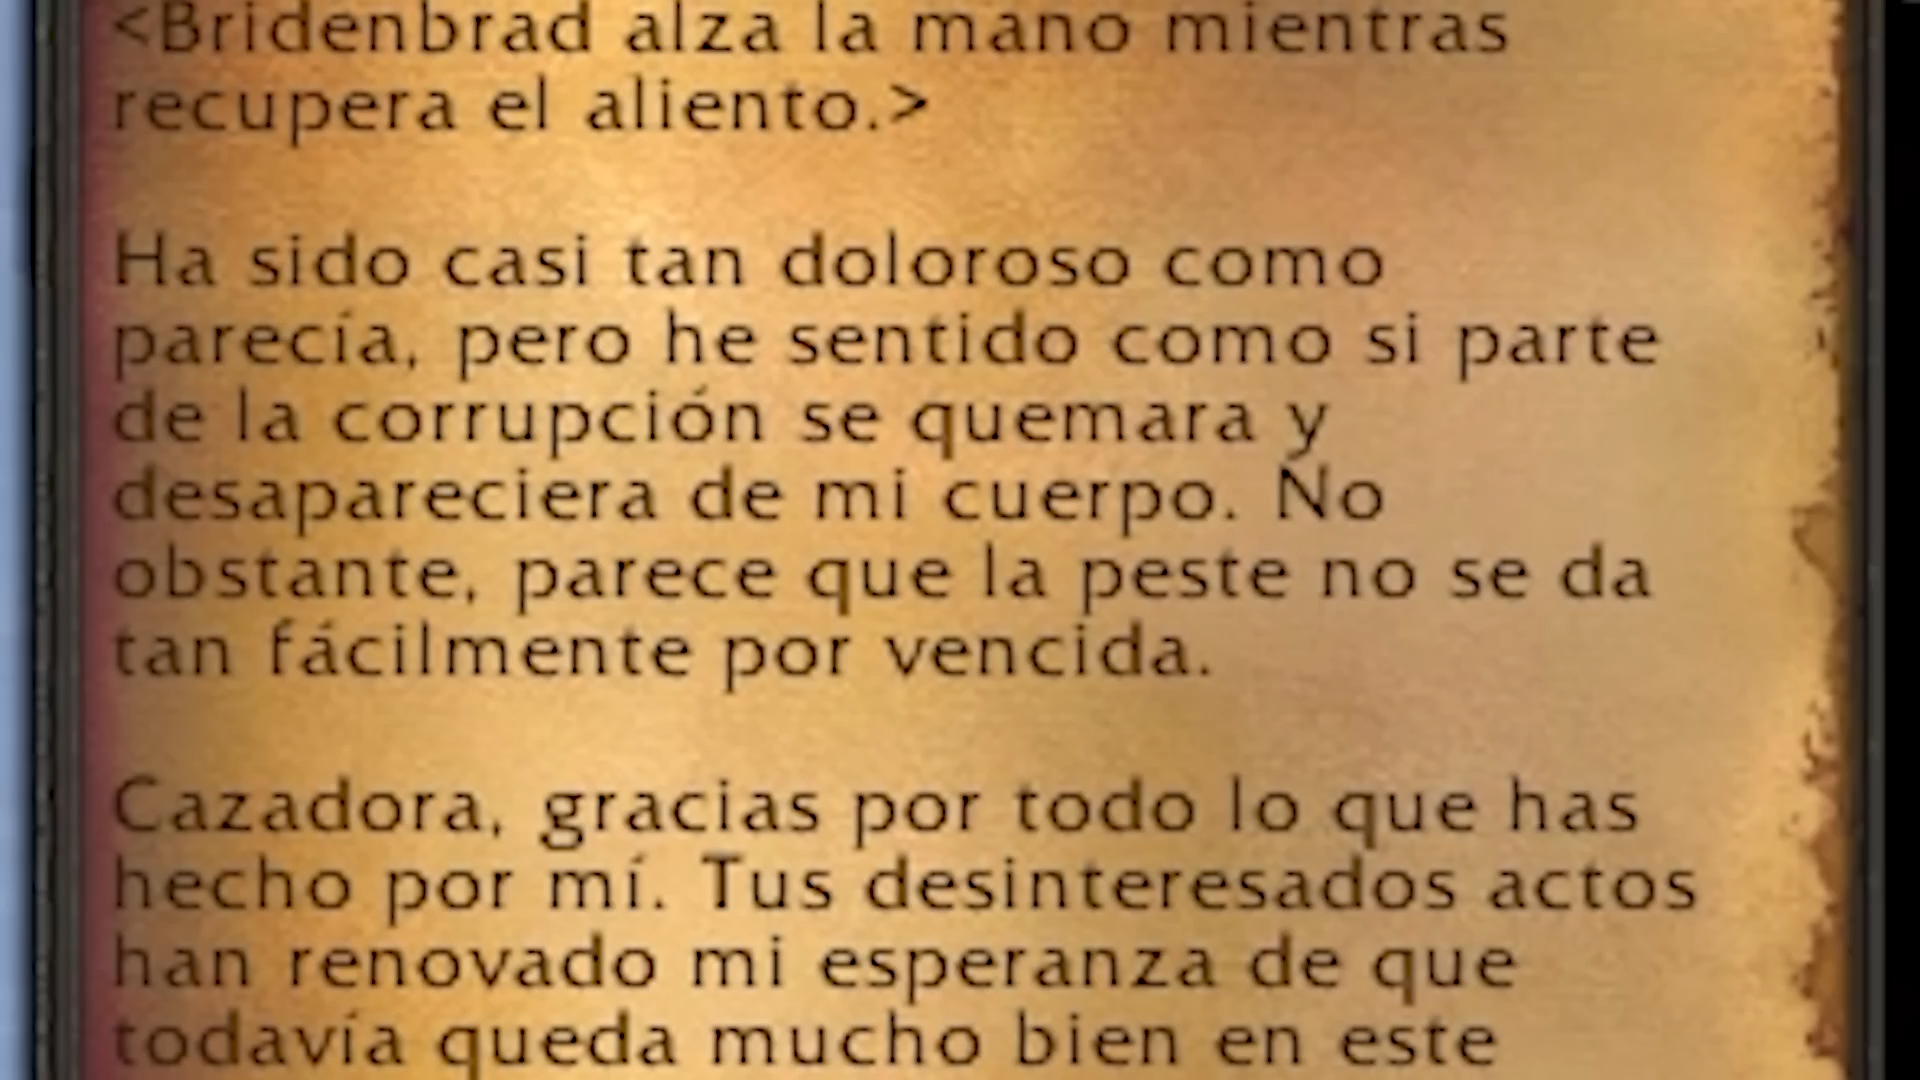 <Bridenbrad alza la mano mientras
recupera el aliento.>
Ha sido casi tan doloroso como
parecía, pero he sentido como si parte
de la corrupción se quemara y
desapareciera de mi cuerpo. No
obstante, parece que la peste no se da
tan fácilmente por vencida.
Cazadora, gracias por todo lo que has
hecho por mí. Tus desinteresados actos
han renovado mi esperanza de que
todavía queda mucho bien en este